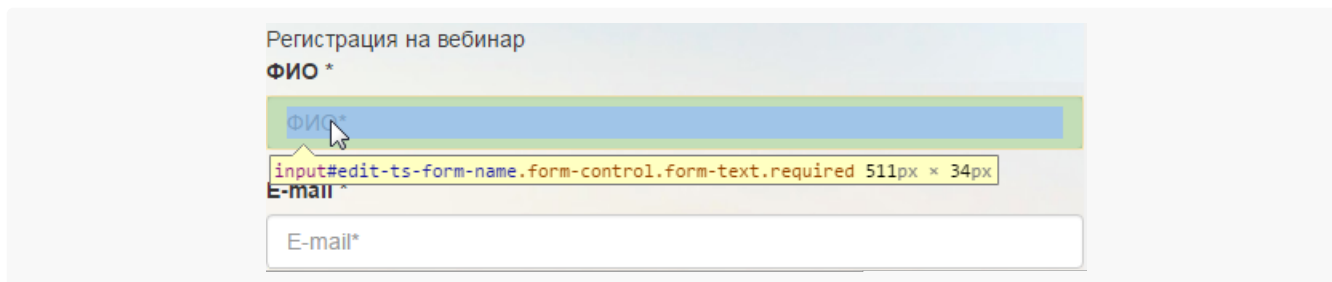 Регистрация на вебинар
ФИО *
ФИО*
input#edit-ts-form-name.form-control.form-text.required 511px × 34px
E-mail *
E-mail*